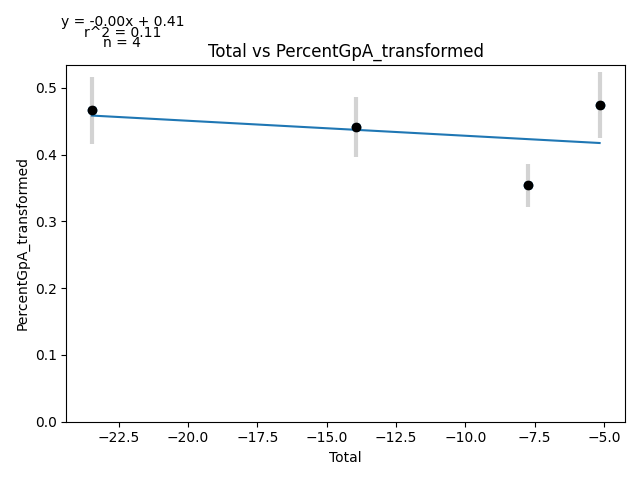 y = -0.00x + 0.41
r^2 = 0.11
n = 4
Total vs PercentGpA_transformed
PercentGpA_transformed
0.5
0.4
0.3
0.2
0.1
0.0
−22.5 −20.0 −17.5 −15.0 −12.5 −10.0 −7.5 −5.0
Total